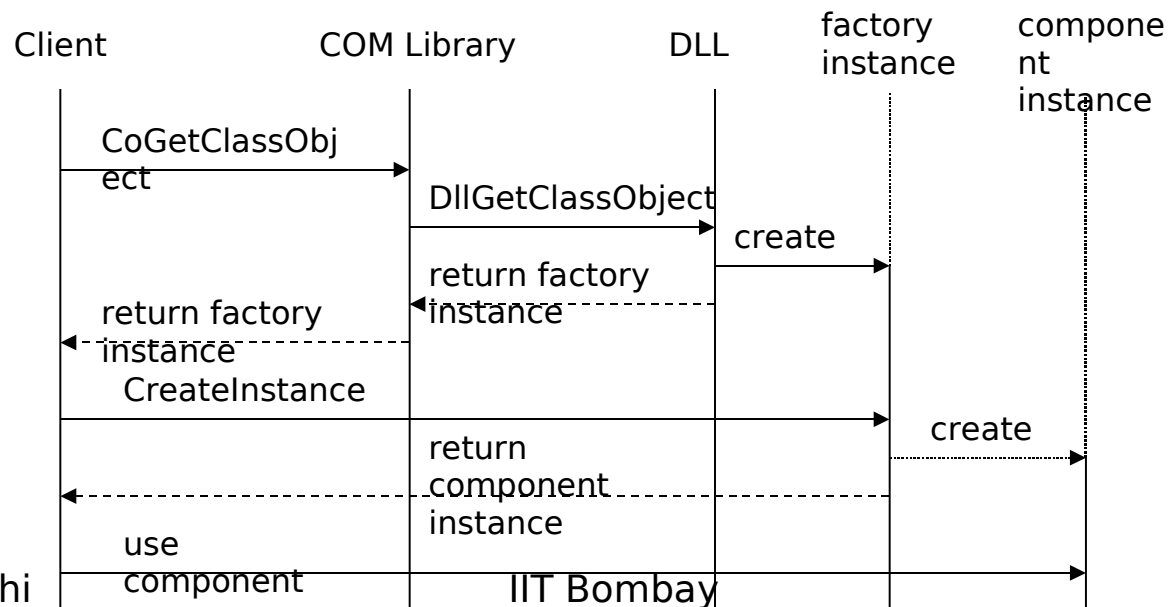 Client
COM Library
DLL
factory
instance
compone
nt
instance
CoGetClassObj
ect
DllGetClassObject
create
return factory
instance
return factory
instance
CreateInstance
create
return
component
instance
use
component
hi
IIT Bombay